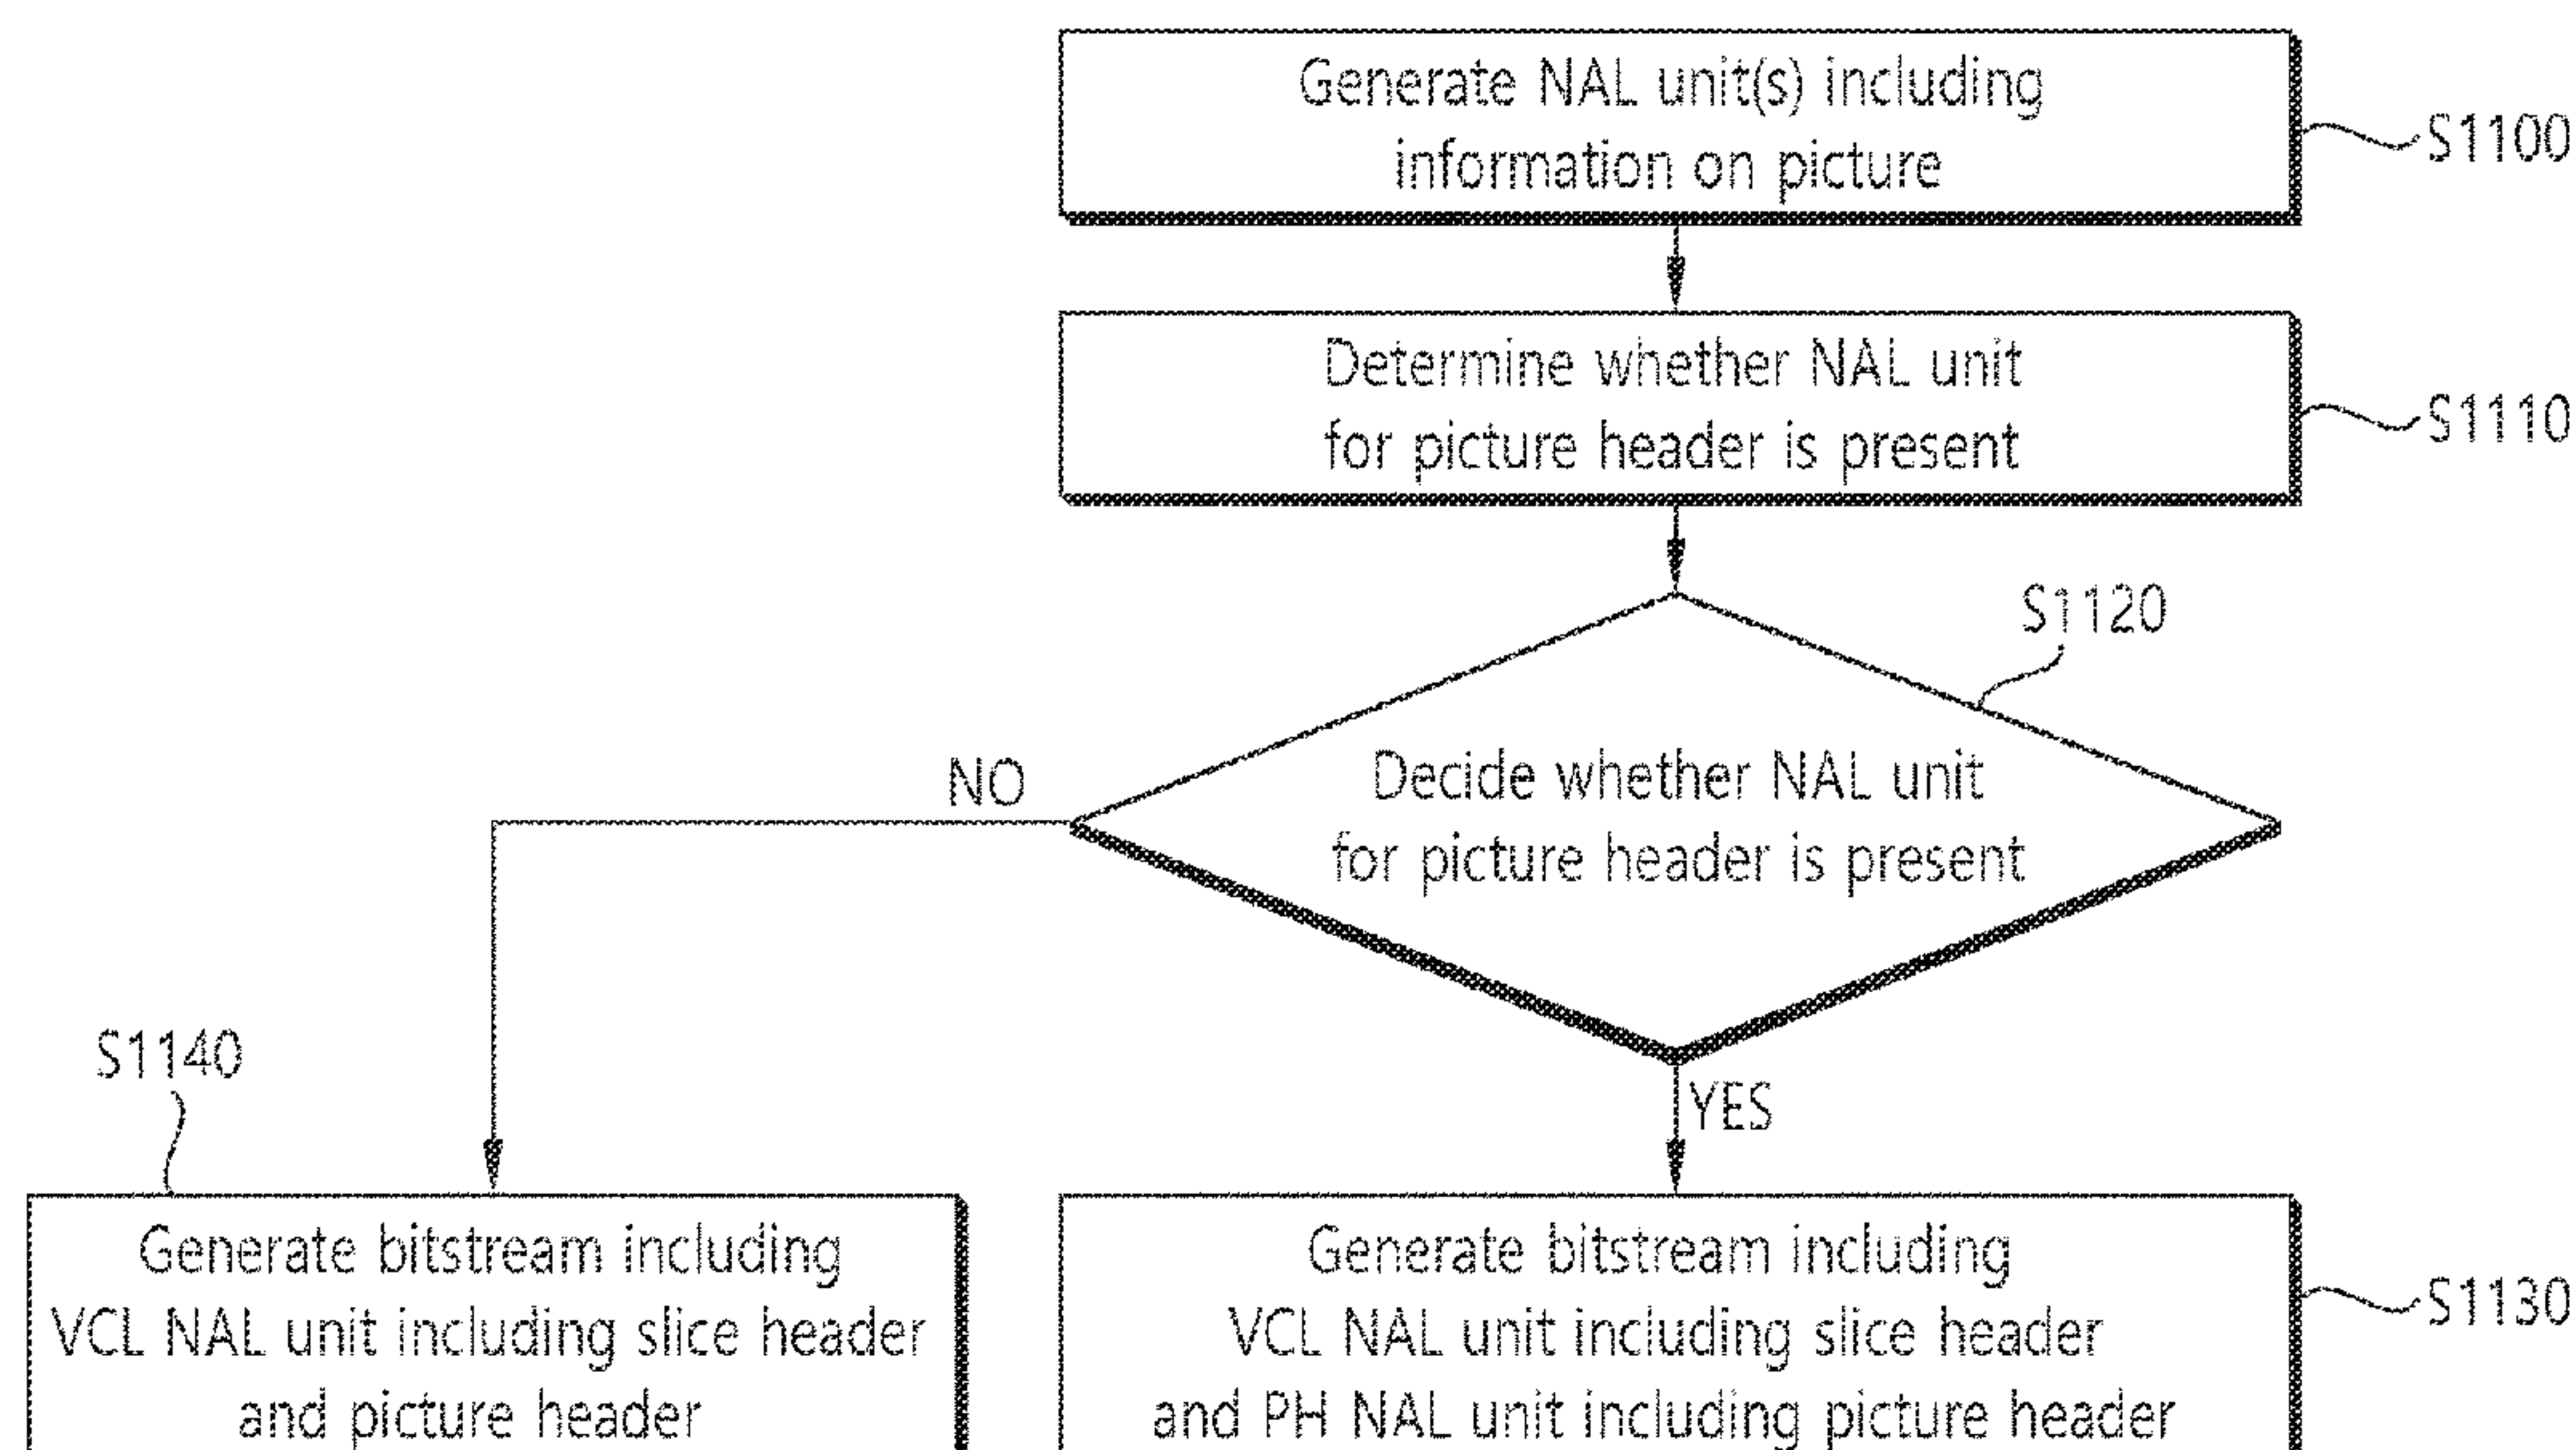 Generate NAL unit(s) including
information on picture
S1100
Determine whether NAL unit
for picture header is present
S1110
S1120
Decide whether NAL unit
for picture header is present
NO
YES
S1140
Generate bitstream including
VCL NAL unit including slice header
and picture header
Generate bitstream including
VCL NAL unit including slice header
and PH NAL unit including picture header
S1130